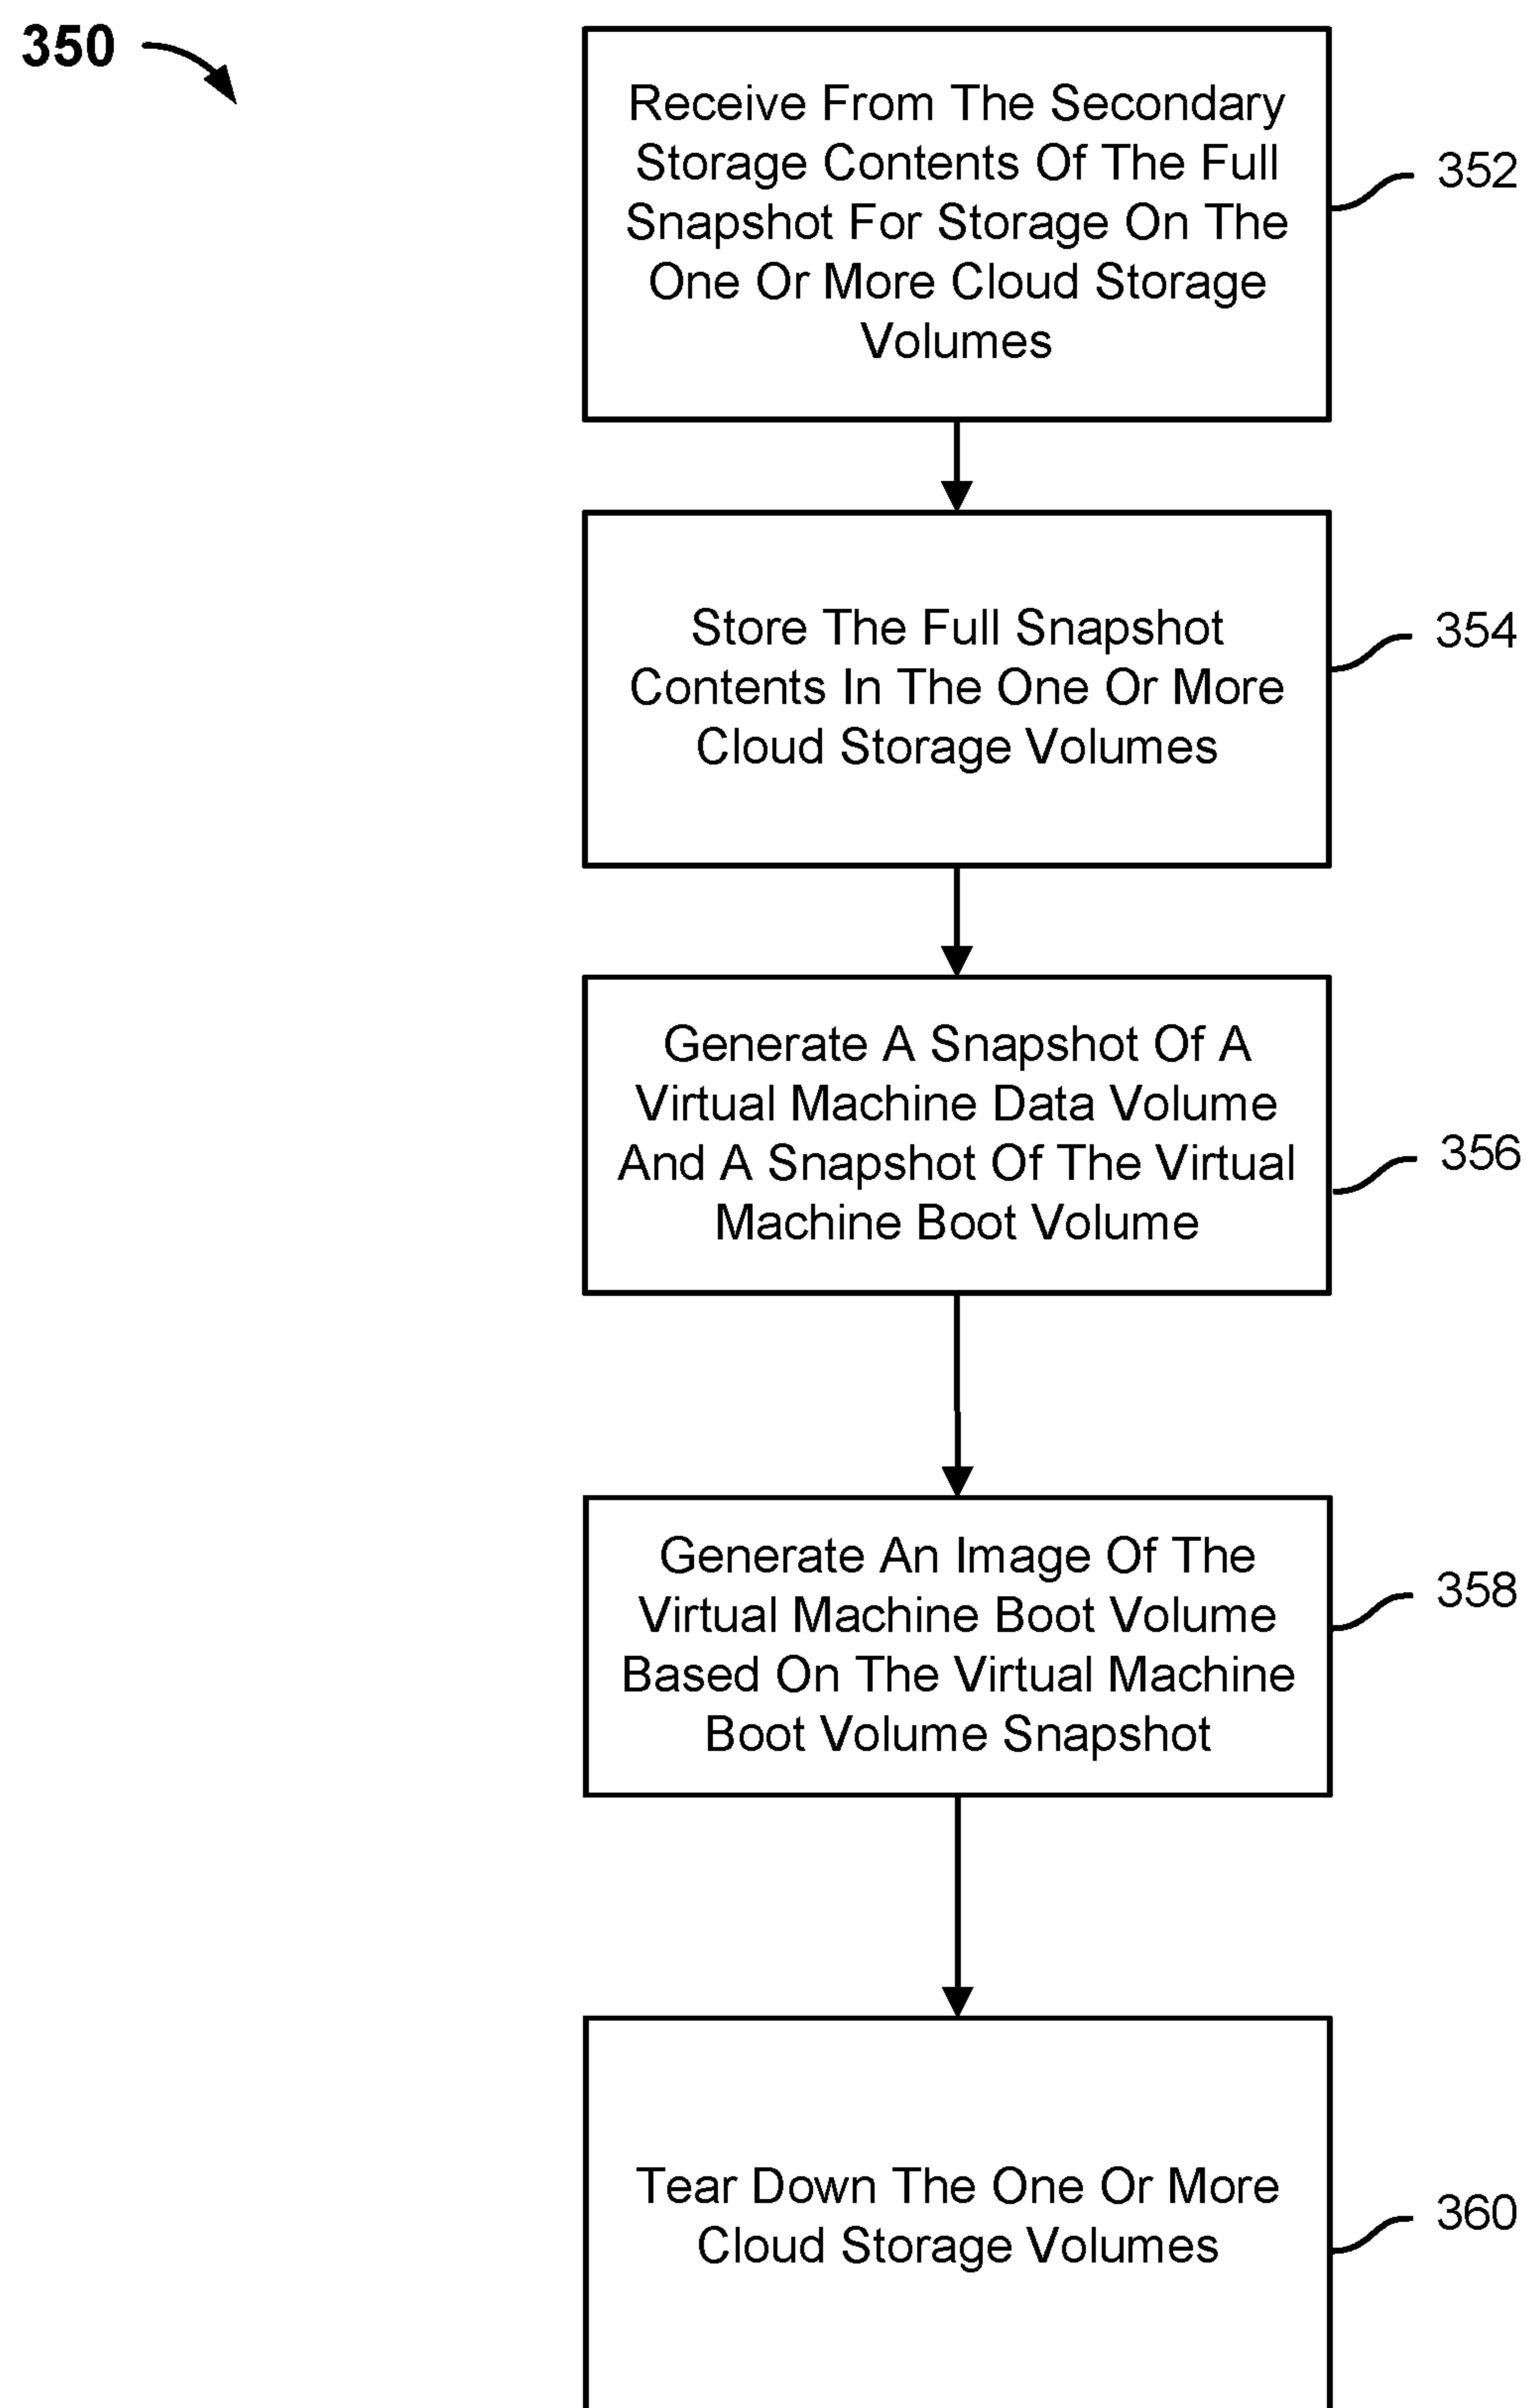 350
Receive From The Secondary
Storage Contents Of The Full
Snapshot For Storage On The
One Or More Cloud Storage
Volumes
352
Store The Full Snapshot
Contents In The One Or More
Cloud Storage Volumes
354
Generate A Snapshot Of A
Virtual Machine Data Volume
And A Snapshot Of The Virtual
Machine Boot Volume
356
Generate An Image Of The
Virtual Machine Boot Volume
Based On The Virtual Machine
Boot Volume Snapshot
358
Tear Down The One Or More
Cloud Storage Volumes
360